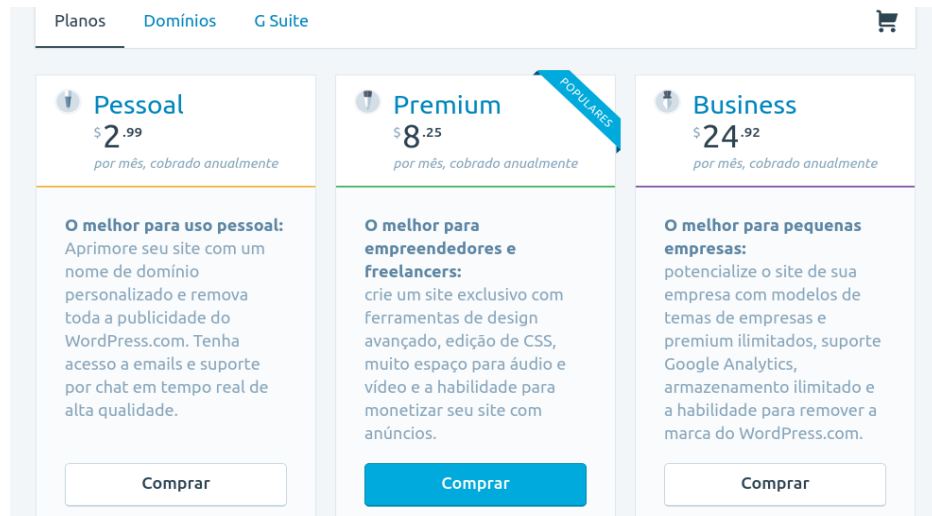 Planos Domínios G Suite
Pessoal
$2.99
por mês, cobrado anualmente
O melhor para uso pessoal:
Aprimore seu site com um
nome de domínio
personalizado e remova
toda a publicidade do
WordPress.com. Tenha
acesso a emails e suporte
por chat em tempo real de
alta qualidade.
Comprar
POPULARES
Premium
$8.25
por mês, cobrado anualmente
O melhor para
empreendedores e
freelancers:
crie um site exclusivo com
ferramentas de design
avançado, edição de CSS,
muito espaço para áudio e
vídeo e a habilidade para
monetizar seu site com
anúncios.
Comprar
Business
$24.92
por mês, cobrado anualmente
O melhor para pequenas
empresas:
potencialize o site de sua
empresa com modelos de
temas de empresas e
premium ilimitados, suporte
Google Analytics,
armazenamento ilimitado e
a habilidade para remover a
marca do WordPress.com.
Comprar